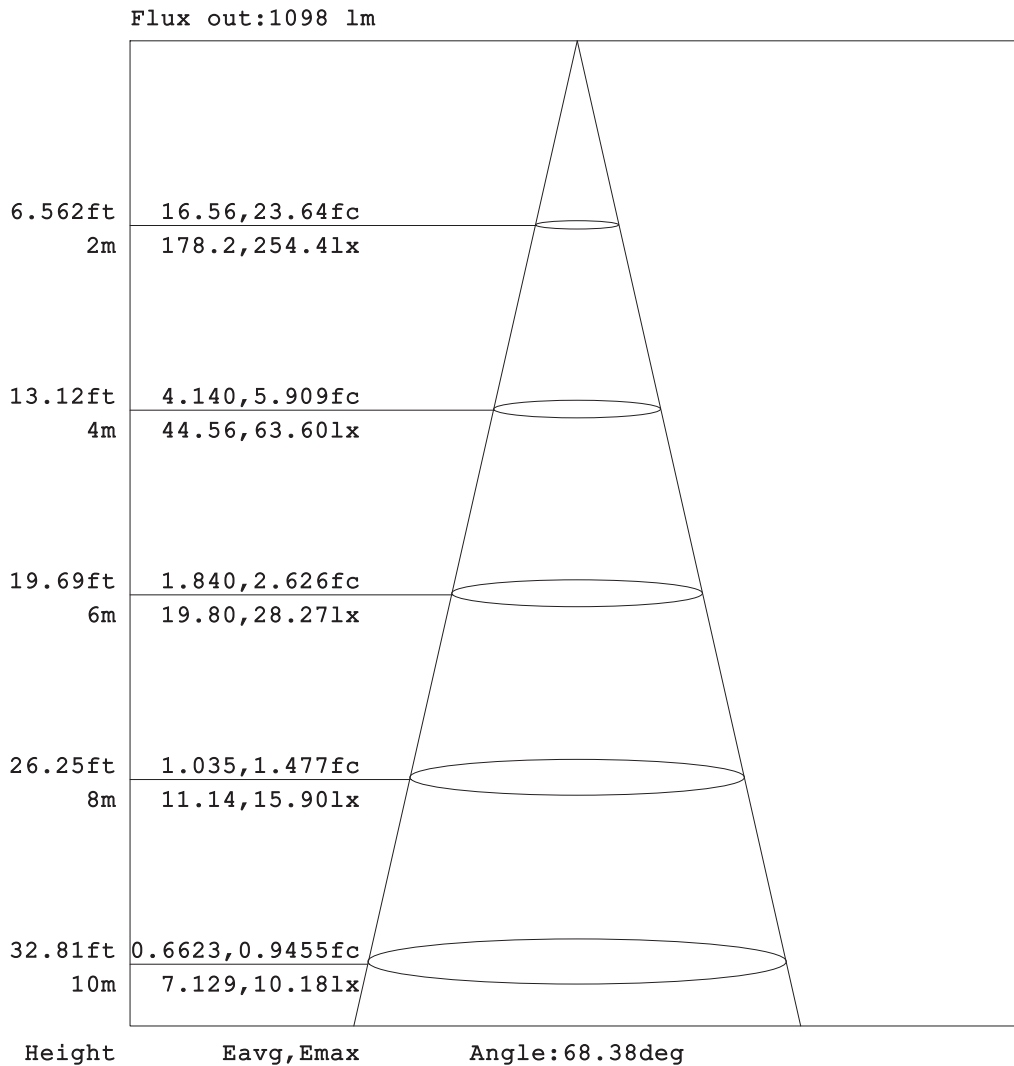 Flux out:1098 lm
6.562ft 16.56,23.64fc
2m 178.2,254.4lx
13.12ft 4.140,5.909fc
4m 44.56,63.60lx
19.69ft 1.840,2.626fc
6m 19.80,28.27lx
26.25ft 1.035,1.477fc
8m 11.14,15.90lx
32.81ft 0.6623,0.9455fc
10m 7.129,10.18lx
Height Eavg,Emax Angle:68.38deg